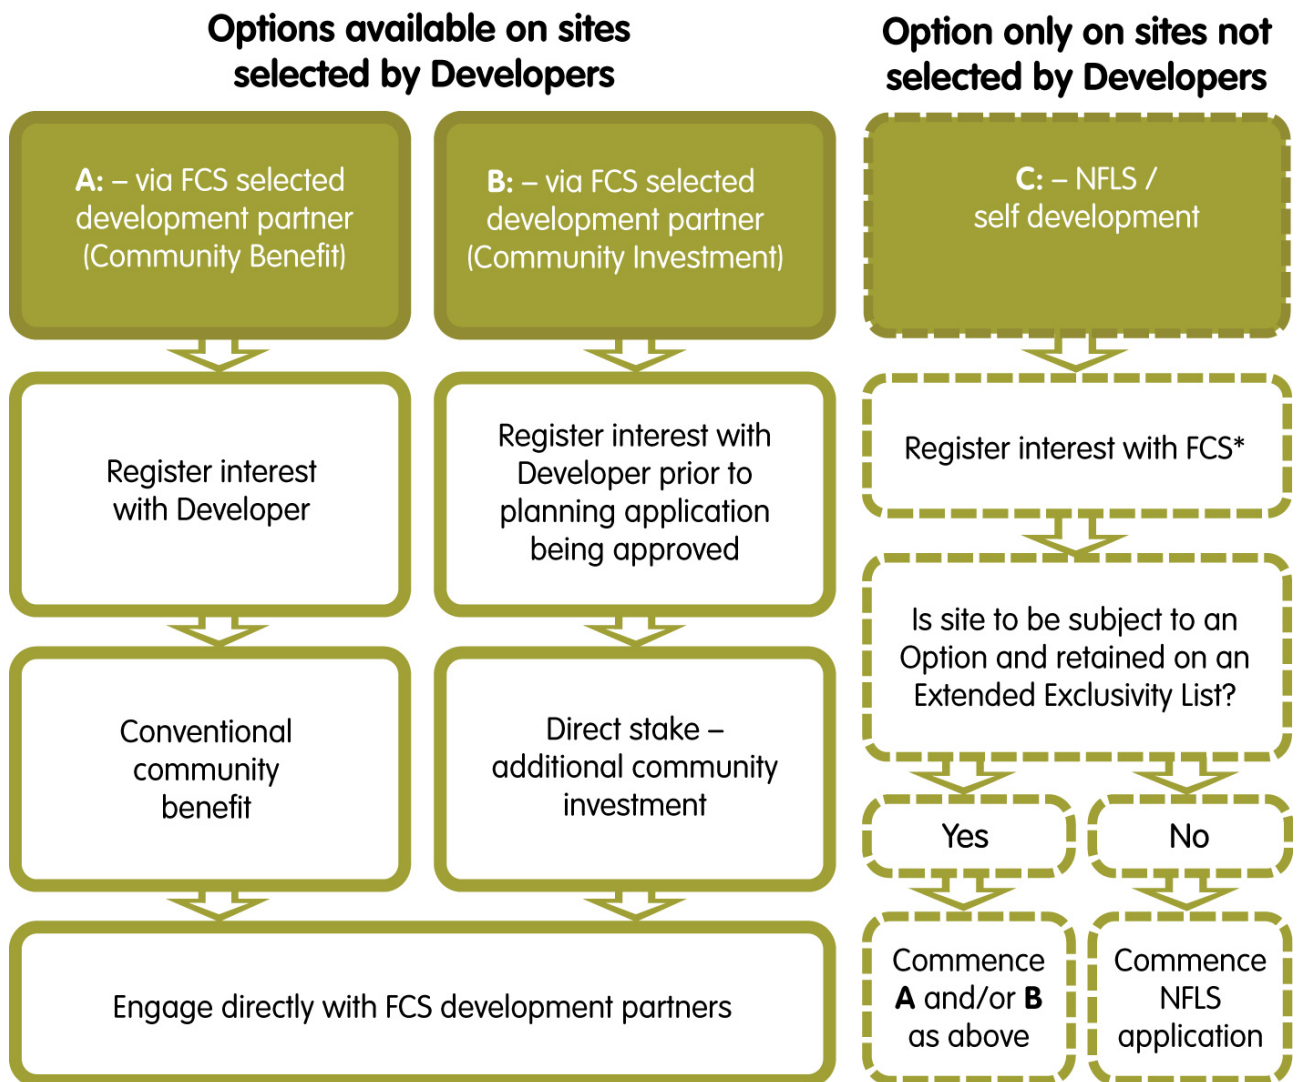 Options available on sites
selected by Developers
Option only on sites not
selected by Developers
A: – via FCS selected
development partner
(Community Benefit)
B: – via FCS selected
development partner
(Community Investment)
C: – NFLS /
self development
Register interest
with Developer
Register interest with
Developer prior to
planning application
being approved
Register interest with FCS*
Is site to be subject to an
Option and retained on an
Extended Exclusivity List?
Conventional
community
benefit
Direct stake –
additional community
investment
Yes
No
Engage directly with FCS development partners
Commence
A and/or B
as above
Commence
NFLS
application